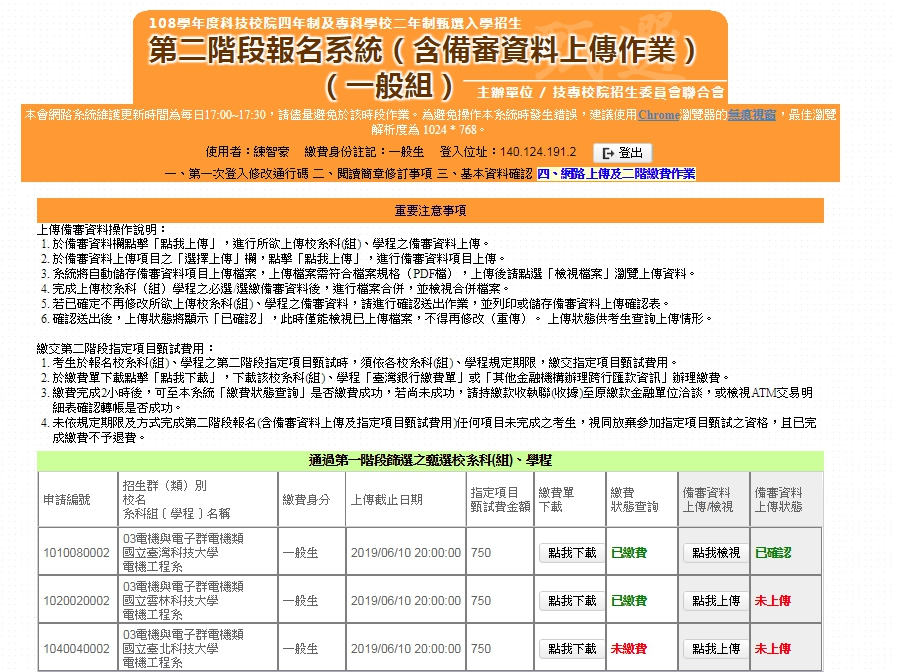 108學年度科技校院四年制及專科學校二年制甄選入學招生
第二階段報名系統（含備審資料上傳作業）
（一般組）
主辦單位 / 技專校院招生委員會聯合會
甄選
本會網路系統維護更新時間為每日17:00~17:30，請儘量避免於該時段作業。為避免操作本系統時發生錯誤，建議使用Chrome瀏覽器的無痕視窗，最佳瀏覽
解析度為 1024 * 768。
使用者：練智豪 繳費身份註記：一般生 登入位址：140.124.191.2 登出
一、第一次登入修改通行碼 二、閱讀簡章修訂事項 三、基本資料確認 四、網路上傳及二階繳費作業
重要注意事項
上傳備審資料操作說明：
1. 於備審資料欄點擊「點我上傳」，進行所欲上傳校系科(組)、學程之備審資料上傳。
2. 於備審資料上傳項目之「選擇上傳」欄，點擊「點我上傳」，進行備審資料項目上傳。
3. 系統將自動儲存備審資料項目上傳檔案，上傳檔案需符合檔案規格（PDF檔），上傳後請點選「檢視檔案」瀏覽上傳資料。
4. 完成上傳校系科（組）學程之必選/選繳備審資料後，進行檔案合併，並檢視合併檔案。
5. 若已確定不再修改所欲上傳校系科(組)、學程之備審資料，請進行確認送出作業，並列印或儲存備審資料上傳確認表。
6. 確認送出後，上傳狀態將顯示「已確認」，此時僅能檢視已上傳檔案，不得再修改（重傳）。 上傳狀態供考生查詢上傳情形。
繳交第二階段指定項目甄試費用：
1. 考生於報名校系科(組)、學程之第二階段指定項目甄試時，須依各校系科(組)、學程規定期限，繳交指定項目甄試費用。
2. 於繳費單下載點擊「點我下載」，下載該校系科(組)、學程「臺灣銀行繳費單」或「其他金融機構辦理跨行匯款資訊」辦理繳費。
3. 繳費完成2小時後，可至本系統「繳費狀態查詢」是否繳費成功，若尚未成功，請持繳款收執聯(收據)至原繳款金融單位洽談，或檢視ATM交易明
細表確認轉帳是否成功。
4. 未依規定期限及方式完成第二階段報名(含備審資料上傳及指定項目甄試費用)任何項目未完成之考生，視同放棄參加指定項目甄試之資格，且已完
成繳費不予退費。
通過第一階段篩選之甄選校系科(組)、學程
申請編號 招生群（類）別 校名 系科組〔學程〕名稱 繳費身分 上傳截止日期 指定項目 甄試費金額 繳費單 下載 繳費 狀態查詢 備審資料 上傳/檢視 備審資料 上傳狀態
1010080002 03電機與電子群電機類 國立臺灣科技大學 電機工程系 一般生 2019/06/10 20:00:00 750 點我下載 已繳費 點我檢視 已確認
1020020002 03電機與電子群電機類 國立雲林科技大學 電機工程系 一般生 2019/06/10 20:00:00 750 點我下載 已繳費 點我上傳 未上傳
1040040002 03電機與電子群電機類 國立臺北科技大學 電機工程系 一般生 2019/06/10 20:00:00 750 點我下載 未繳費 點我上傳 未上傳